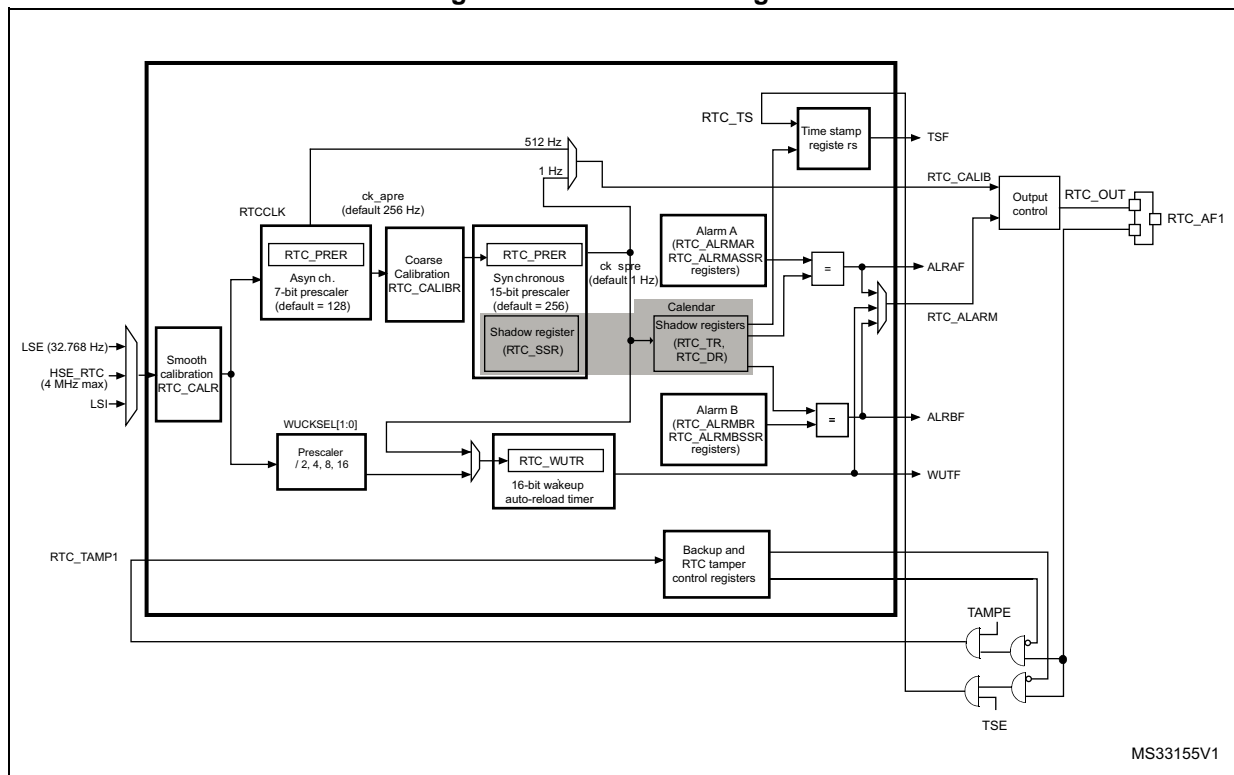 RTC_TS
Time stamp
registe rs
TSF
512 Hz
1 Hz
RTC_CALIB
Output
control
RTC_OUT
RTC_AF1
ck_apre
(default 256 Hz)
RTCCLK
RTC_PRER
Asyn ch.
7-bit prescaler
(default = 128)
Coarse
Calibration
RTC_CALIBR
RTC_PRER
Syn chronous
15-bit prescaler
(default = 256)
ck_spre
(default 1 Hz)
Alarm A
(RTC_ALRMAR
RTC_ALRMASSR
registers)
=
ALRAF
Calendar
Shadow register
(RTC_SSR)
Shadow registers
(RTC_TR,
RTC_DR)
RTC_ALARM
LSE (32.768 Hz)
HSE_RTC
(4 MHz max)
LSI
Smooth
calibration
RTC_CALR
Alarm B
(RTC_ALRMBR
RTC_ALRMBSSR
registers)
=
ALRBF
WUCKSEL[1:0]
Prescaler
/ 2, 4, 8, 16
RTC_WUTR
16-bit wakeup
auto-reload timer
WUTF
RTC_TAMP1
Backup and
RTC tamper
control registers
TAMPE
TSE
MS33155V1